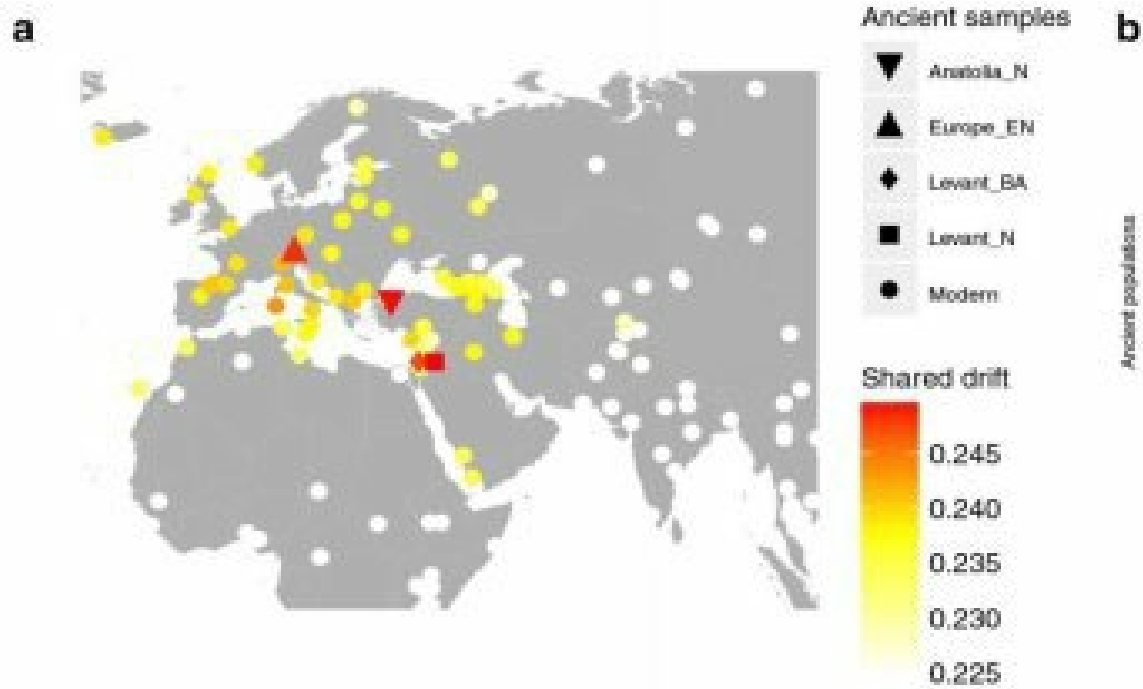 a
Ancient samples
Anatolia_N
Europe_EN
Levant_BA
Levant_N
Modern
Shared drift
0.245
0.240
0.235
0.230
0.225
b
Ancient populations